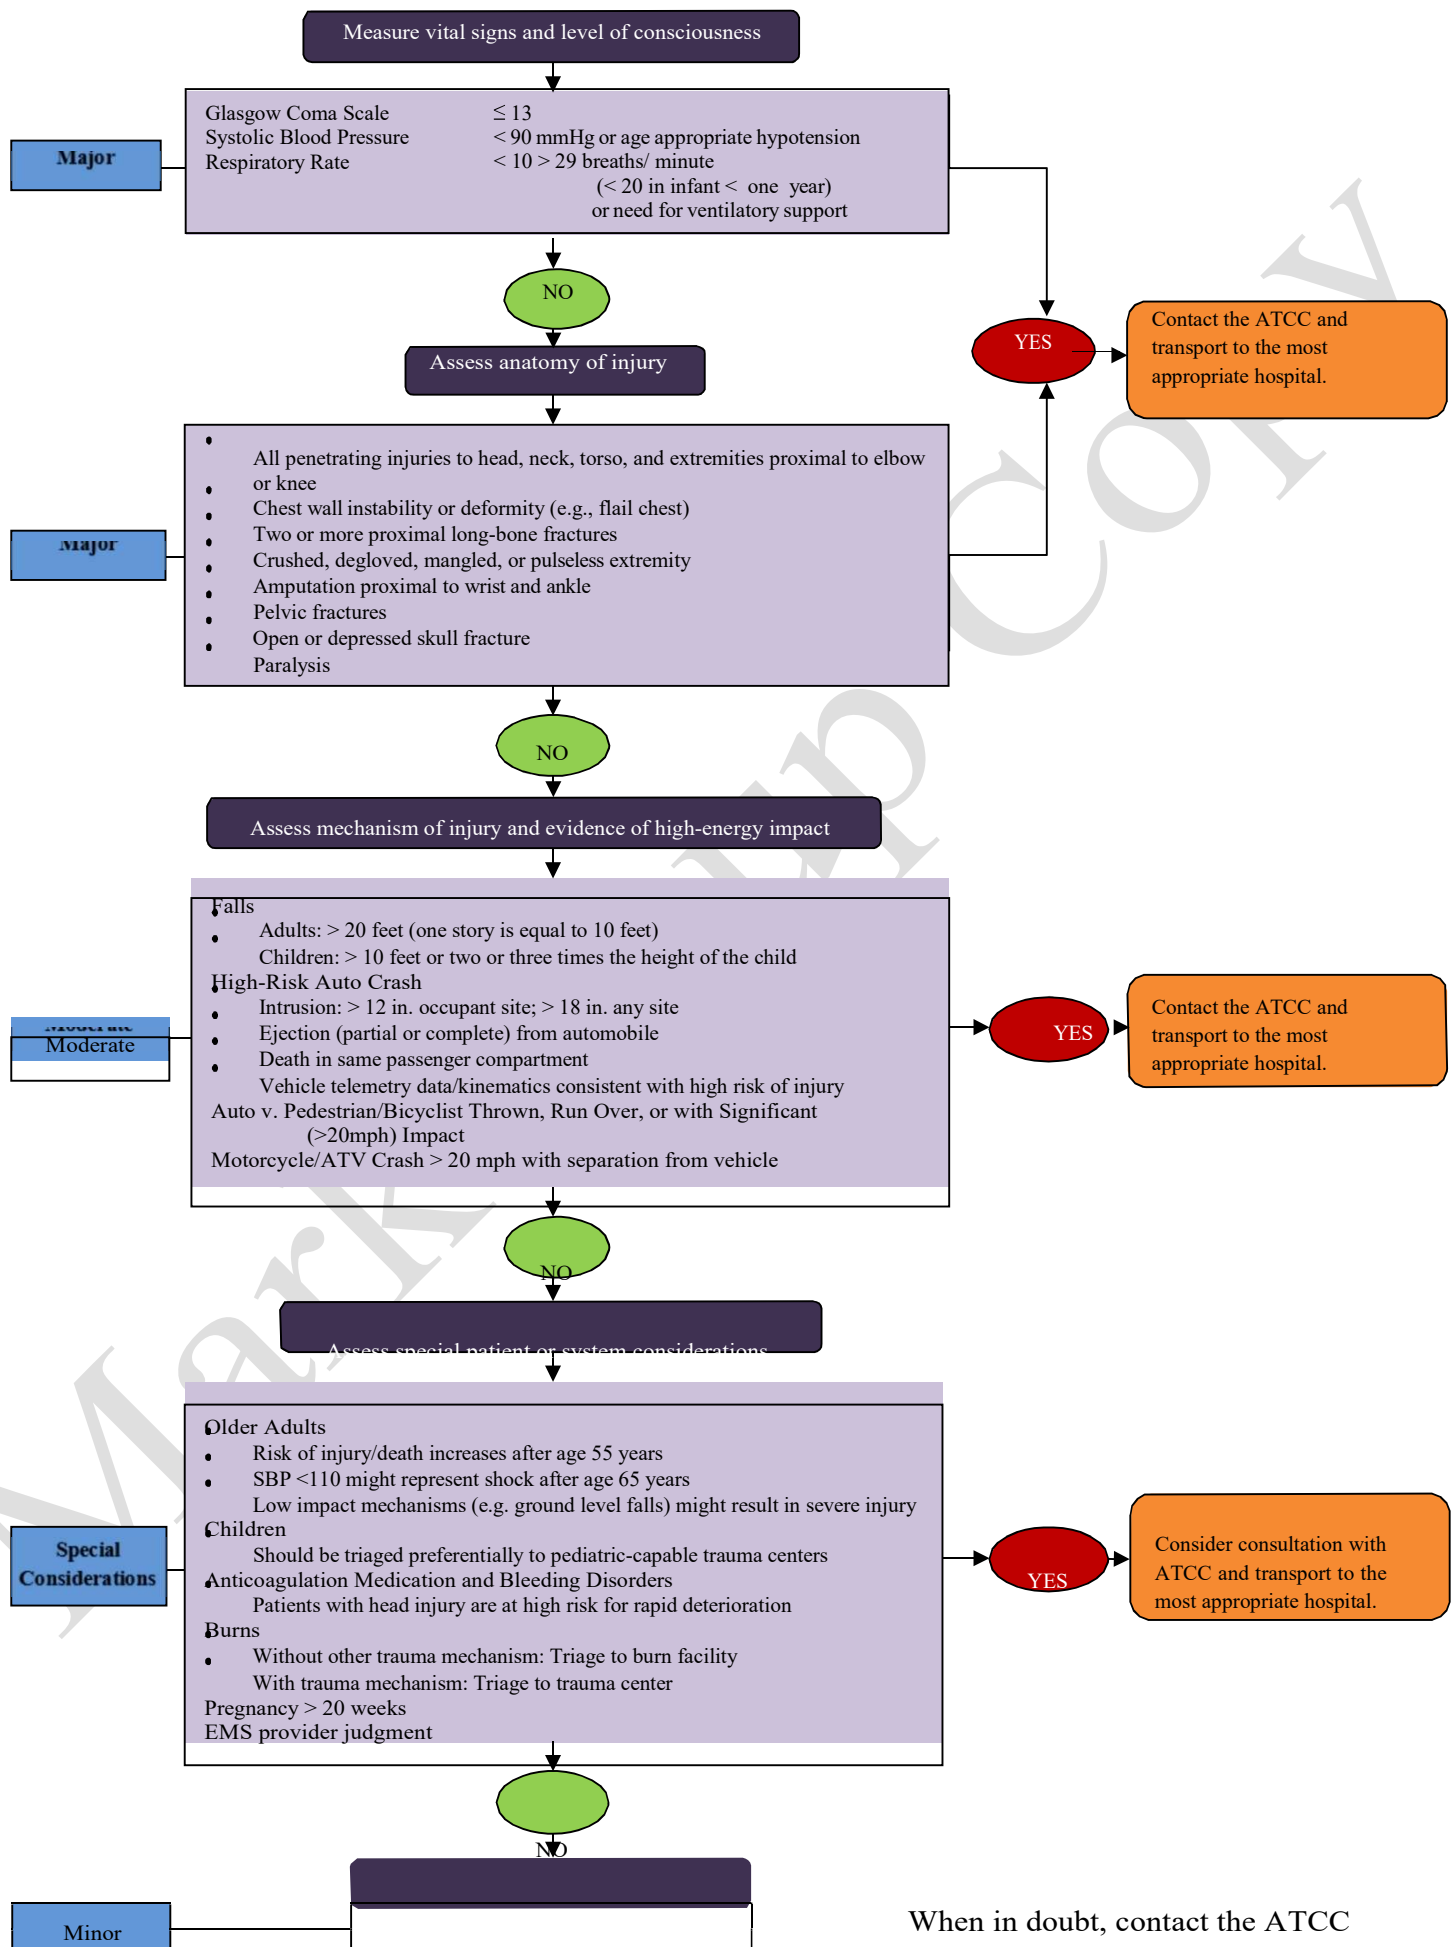 Measure vital signs and level of consciousness
Major
Glasgow Coma Scale ≤ 13
Systolic Blood Pressure < 90 mmHg or age appropriate hypotension
Respiratory Rate < 10 > 29 breaths/ minute
(< 20 in infant < one year)
or need for ventilatory support
NO
YES
Contact the ATCC and
transport to the most
appropriate hospital.
Assess anatomy of injury
Major
All penetrating injuries to head, neck, torso, and extremities proximal to elbow
or knee
Chest wall instability or deformity (e.g., flail chest)
Two or more proximal long-bone fractures
Crushed, degloved, mangled, or pulseless extremity
Amputation proximal to wrist and ankle
Pelvic fractures
Open or depressed skull fracture
Paralysis
NO
Assess mechanism of injury and evidence of high-energy impact
Moderate
Moderate
Falls
Adults: > 20 feet (one story is equal to 10 feet)
Children: > 10 feet or two or three times the height of the child
High-Risk Auto Crash
Intrusion: > 12 in. occupant site; > 18 in. any site
Ejection (partial or complete) from automobile
Death in same passenger compartment
Vehicle telemetry data/kinematics consistent with high risk of injury
Auto v. Pedestrian/Bicyclist Thrown, Run Over, or with Significant
(>20mph) Impact
Motorcycle/ATV Crash > 20 mph with separation from vehicle
YES
Contact the ATCC and
transport to the most
appropriate hospital.
NO
Assess special patient or system considerations
Special
Considerations
Older Adults
Risk of injury/death increases after age 55 years
SBP <110 might represent shock after age 65 years
Low impact mechanisms (e.g. ground level falls) might result in severe injury
Children
Should be triaged preferentially to pediatric-capable trauma centers
Anticoagulation Medication and Bleeding Disorders
Patients with head injury are at high risk for rapid deterioration
Burns
Without other trauma mechanism: Triage to burn facility
With trauma mechanism: Triage to trauma center
Pregnancy > 20 weeks
EMS provider judgment
YES
Consider consultation with
ATCC and transport to the
most appropriate hospital.
NO
Minor
When in doubt, contact the ATCC
Mark up Copy